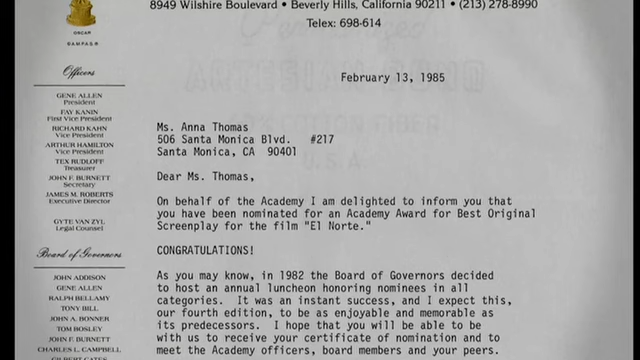 8949 Wilshire Boulevard • Beverly Hills, California 90211 • (213) 278-8990
Telex: 698-614
OSCAR
©A.M.P.A.S.®
Officers
GENE ALLEN
President
FAY KANIN
First Vice President
RICHARD KAHN
Vice President
ARTHUR HAMILTON
Vice President
TEX RUDLOFF
Treasurer
JOHN F. BURNETT
Secretary
JAMES M. ROBERTS
Executive Director
GYTE VAN ZYL
Legal Counsel
Board of Governors
JOHN ADDISON
GENE ALLEN
RALPH BELLAMY
TONY BILL
JOHN A. BONNER
TOM BOSLEY
JOHN F. BURNETT
CHARLES L. CAMPBELL
GILBERT CATES
February 13, 1985
Ms. Anna Thomas
506 Santa Monica Blvd. #217
Santa Monica, CA 90401
Dear Ms. Thomas,
On behalf of the Academy I am delighted to inform you that
you have been nominated for an Academy Award for Best Original
Screenplay for the film "El Norte."
CONGRATULATIONS!
As you may know, in 1982 the Board of Governors decided
to host an annual luncheon honoring nominees in all
categories. It was an instant success, and I expect this,
our fourth edition, to be as enjoyable and memorable as
its predecessors. I hope that you will be able to be
with us to receive your certificate of nomination and to
meet the Academy officers, board members and your peers.